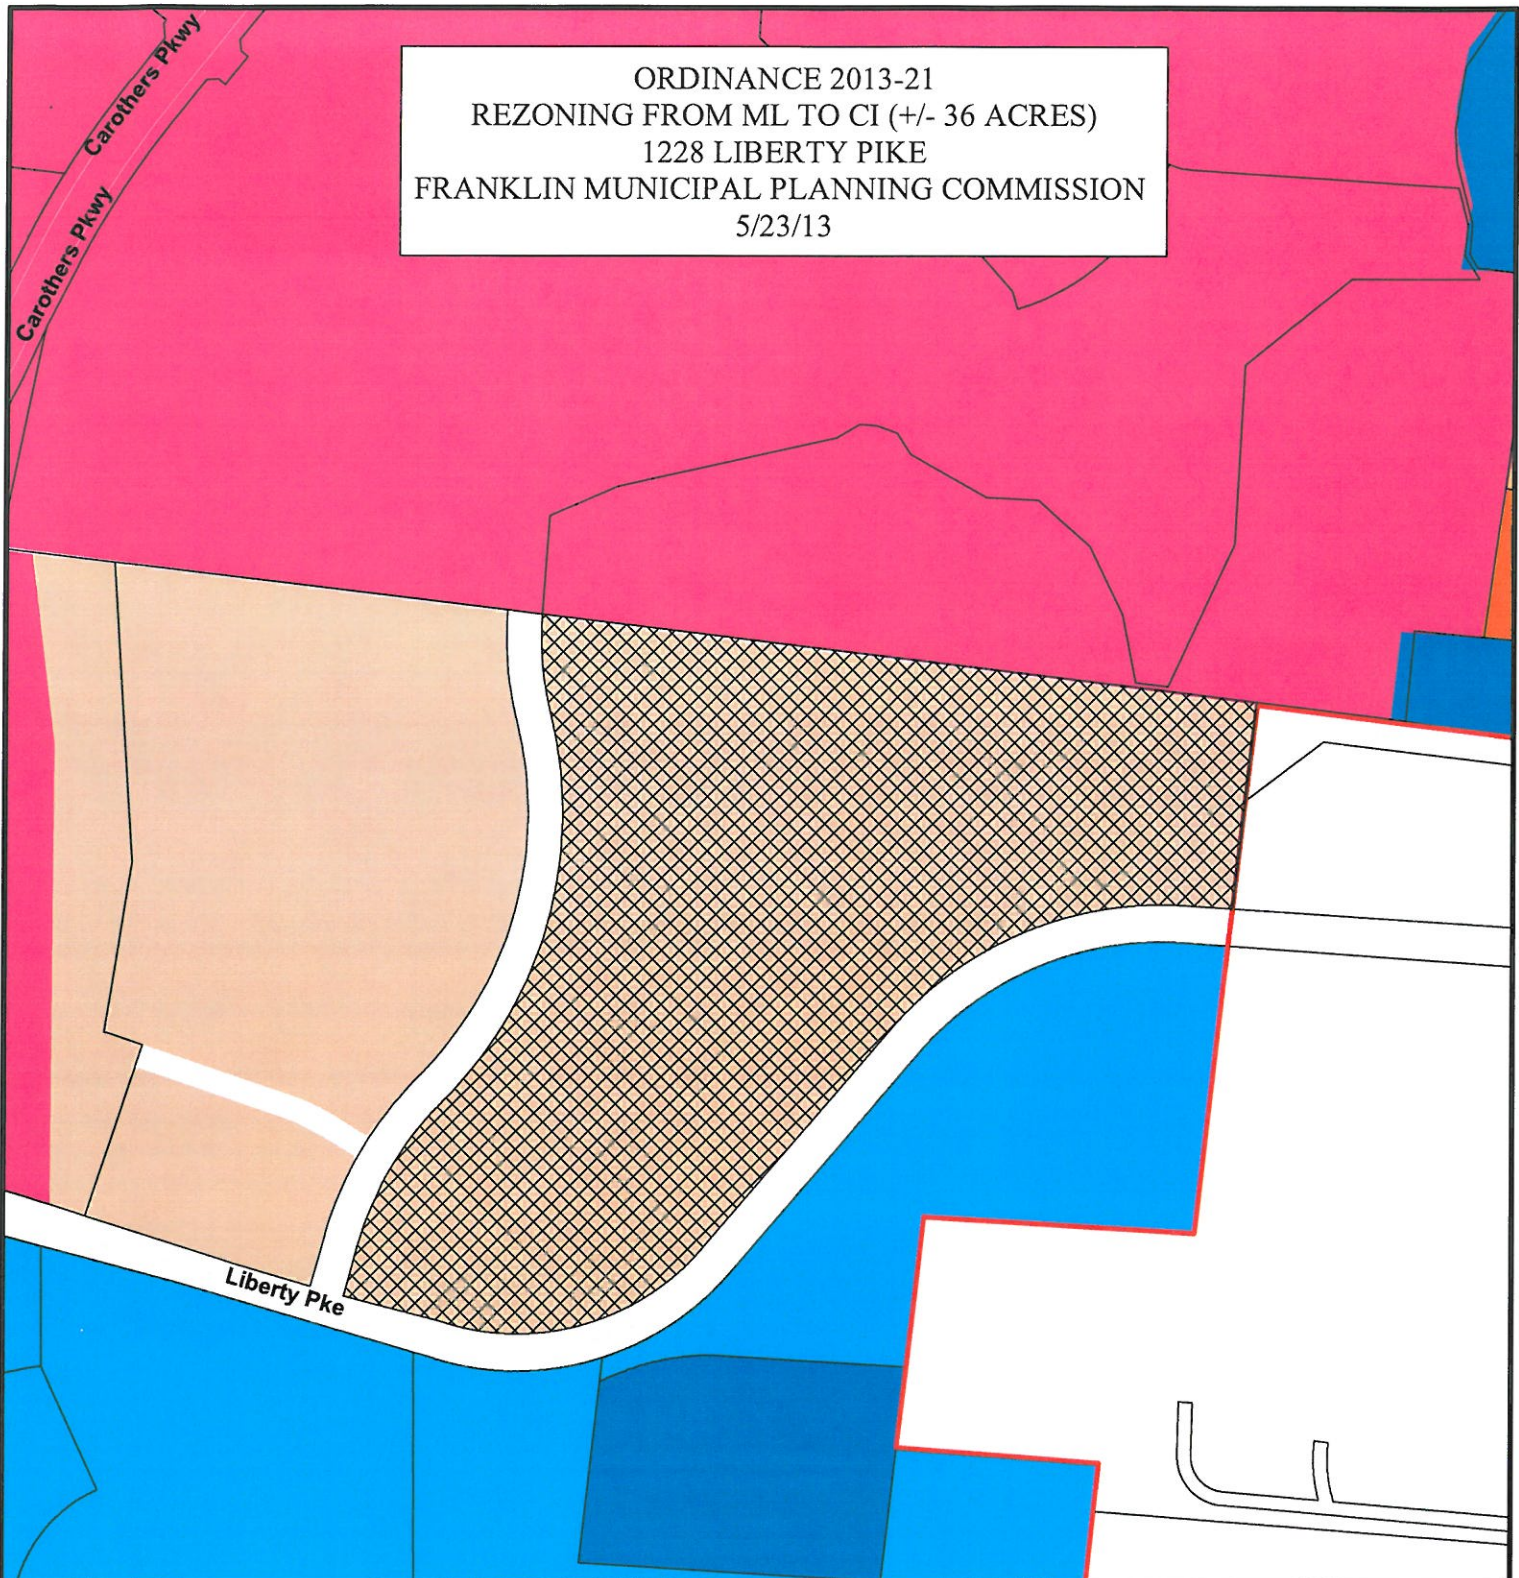 ORDINANCE 2013-21
REZONING FROM ML TO CI (+/- 36 ACRES)
1228 LIBERTY PIKE
FRANKLIN MUNICIPAL PLANNING COMMISSION
5/23/13
Carothers Pkwy
Carothers Pkwy
Liberty Pke